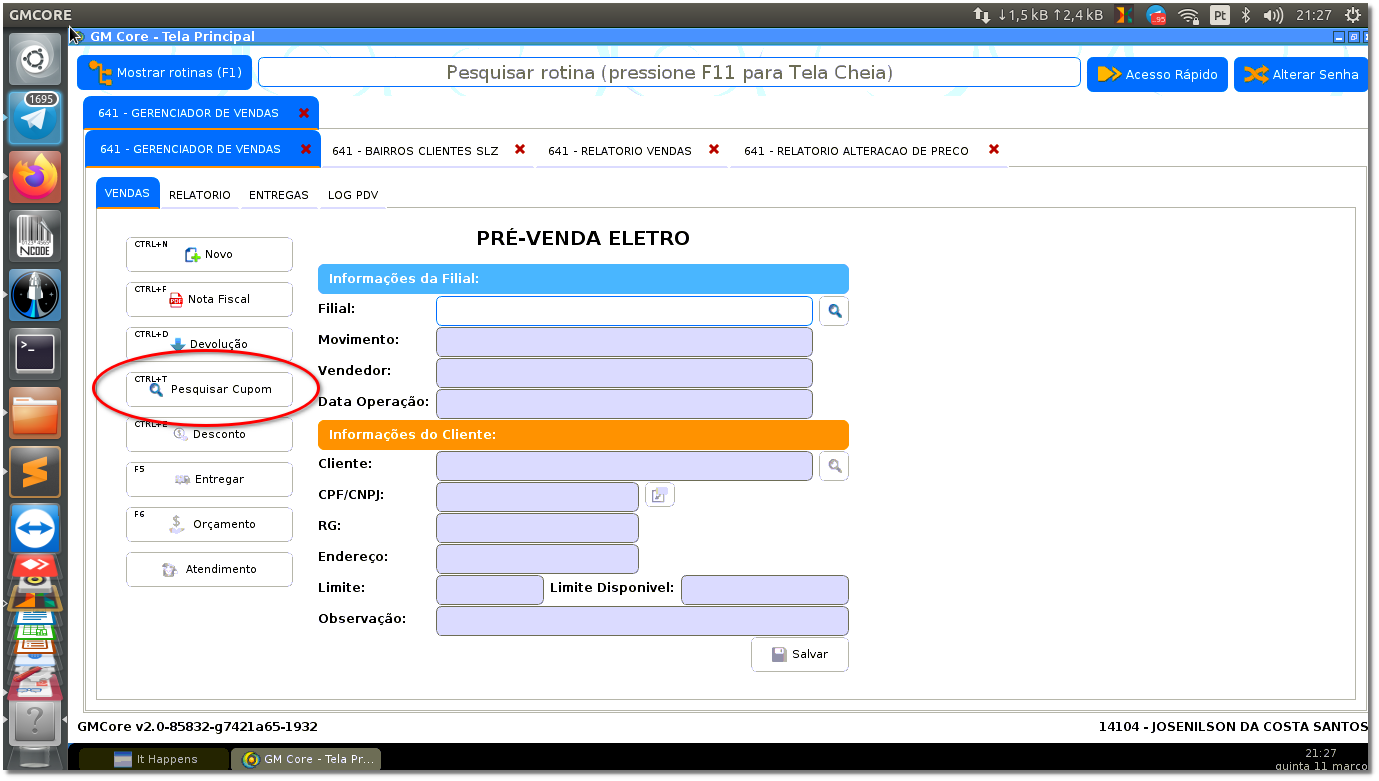 GMCORE
↓1,5 kB ↑2,4 kB
95
Pt
21:27
GM Core - Tela Principal
Mostrar rotinas (F1)
Pesquisar rotina (pressione F11 para Tela Cheia)
Acesso Rápido
Alterar Senha
1695
641 - GERENCIADOR DE VENDAS
641 - GERENCIADOR DE VENDAS
641 - BAIRROS CLIENTES SLZ
641 - RELATORIO VENDAS
641 - RELATORIO ALTERACAO DE PRECO
VENDAS
RELATORIO
ENTREGAS
LOG PDV
NCODE
>_
?
CTRL+N
Novo
CTRL+F
PDF
Nota Fiscal
CTRL+D
Devolução
CTRL+T
Pesquisar Cupom
CTRL+E
Desconto
F5
Entregar
F6
Orçamento
Atendimento
PRÉ-VENDA ELETRO
Informações da Filial:
Filial:
Movimento:
Vendedor:
Data Operação:
Informações do Cliente:
Cliente:
CPF/CNPJ:
RG:
Endereço:
Limite:
Limite Disponivel:
Observação:
Salvar
GMCore v2.0-85832-g7421a65-1932
14104 - JOSENILSON DA COSTA SANTOS
It Happens
GM Core - Tela Pr...
21:27
quinta 11 março